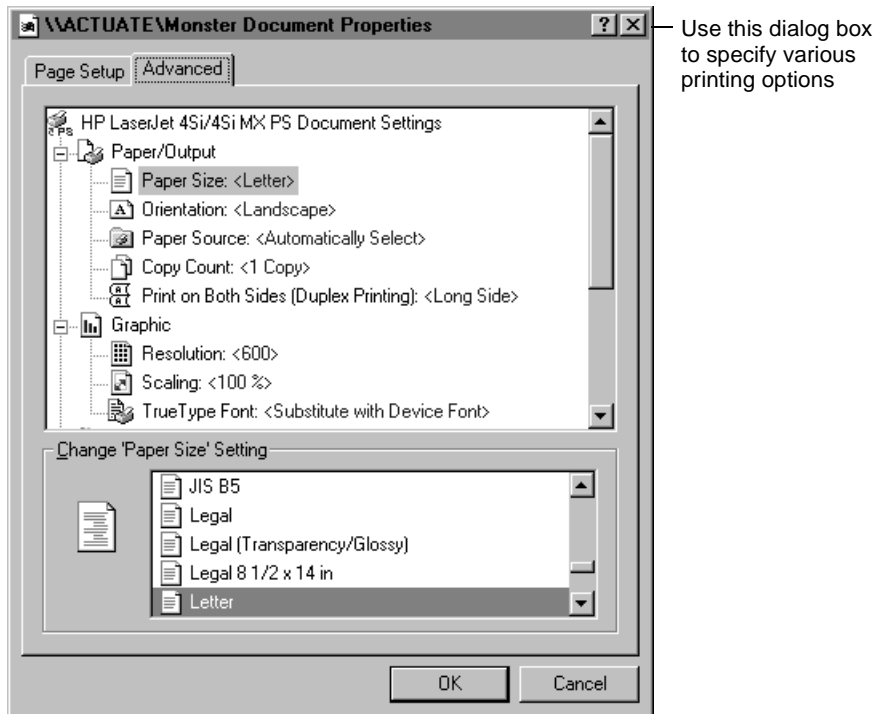 \\ACTUATE\Monster Document Properties
Use this dialog box
to specify various
printing options
Page Setup
Advanced
HP LaserJet 4Si/4Si MX PS Document Settings
Paper/Output
Paper Size: <Letter>
Orientation: <Landscape>
Paper Source: <Automatically Select>
Copy Count: <1 Copy>
Print on Both Sides (Duplex Printing): <Long Side>
Graphic
Resolution: <600>
Scaling: <100 %>
TrueType Font: <Substitute with Device Font>
Change 'Paper Size' Setting
JIS B5
Legal
Legal (Transparency/Glossy)
Legal 8 1/2 x 14 in
Letter
OK
Cancel